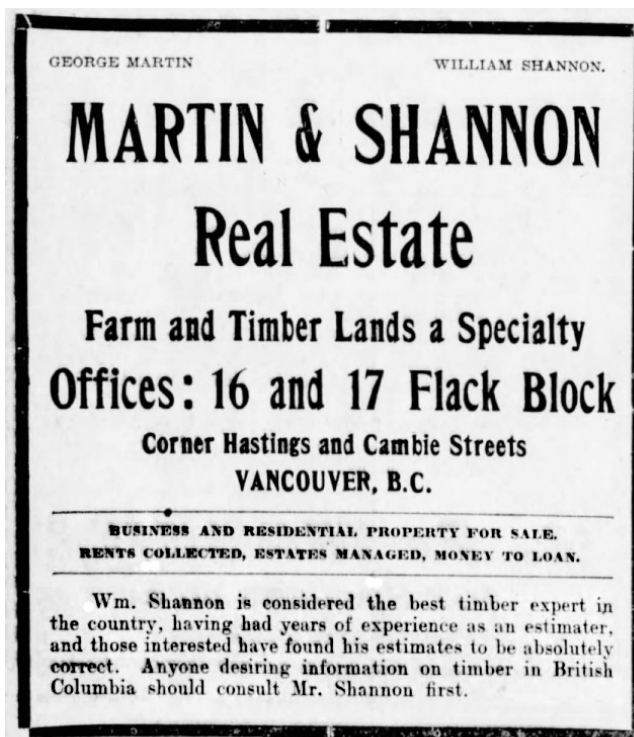 GEORGE MARTIN WILLIAM SHANNON.
MARTIN & SHANNON
Real Estate
Farm and Timber Lands a Specialty
Offices: 16 and 17 Flack Block
Corner Hastings and Cambie Streets
VANCOUVER, B.C.
BUSINESS AND RESIDENTIAL PROPERTY FOR SALE.
RENTS COLLECTED, ESTATES MANAGED, MONEY TO LOAN.
Wm. Shannon is considered the best timber expert in
the country, having had years of experience as an estimater,
and those interested have found his estimates to be absolutely
correct. Anyone desiring information on timber in British
Columbia should consult Mr. Shannon first.